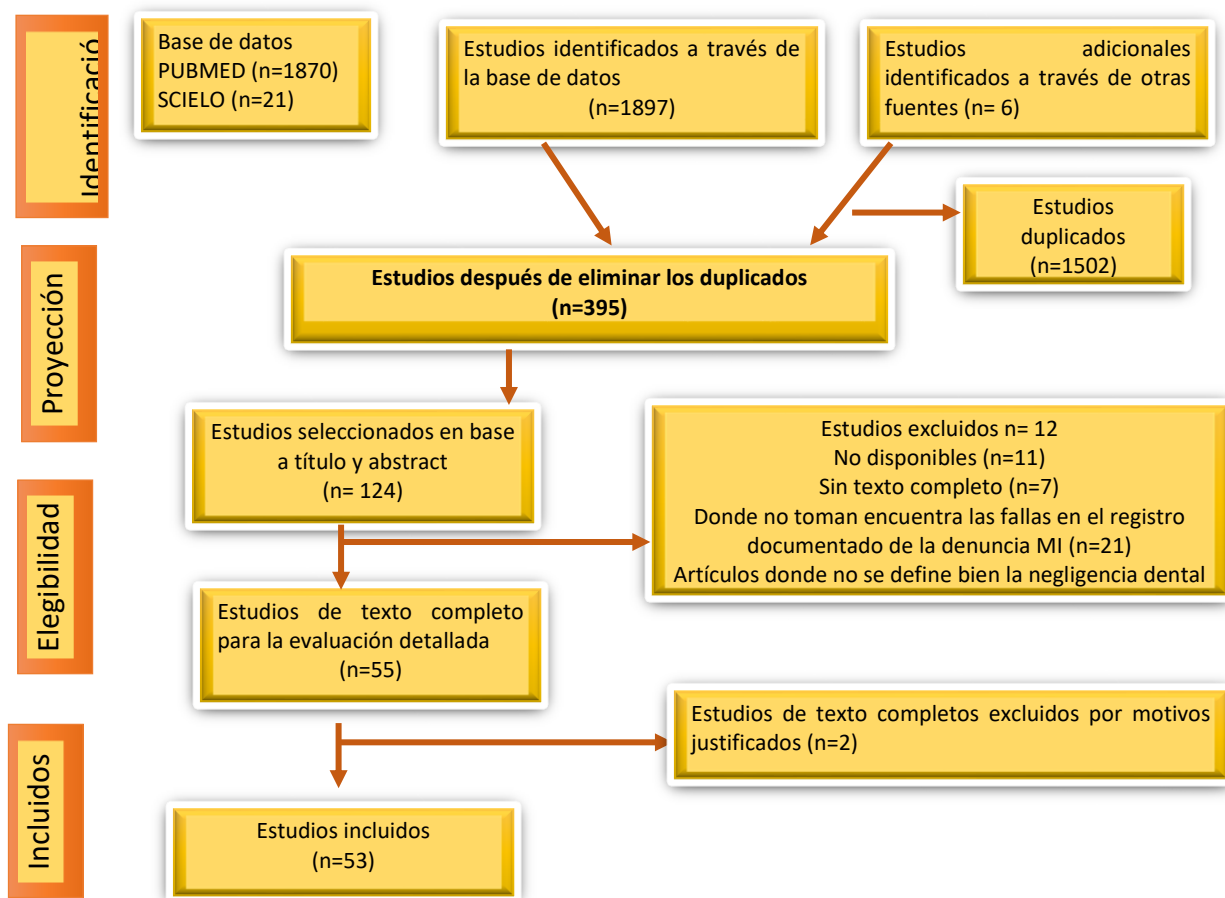 Identificació
Base de datos
PUBMED (n=1870)
SCIELO (n=21)
Estudios identificados a través de
la base de datos
(n=1897)
Estudios adicionales
identificados a través de otras
fuentes (n= 6)
Estudios
duplicados
(n=1502)
Proyección
Estudios después de eliminar los duplicados
(n=395)
Estudios seleccionados en base
a título y abstract
(n= 124)
Estudios excluidos n= 12
No disponibles (n=11)
Sin texto completo (n=7)
Donde no toman encuentra las fallas en el registro
documentado de la denuncia MI (n=21)
Artículos donde no se define bien la negligencia dental
Elegibilidad
Estudios de texto completo
para la evaluación detallada
(n=55)
Estudios de texto completos excluidos por motivos
justificados (n=2)
Incluidos
Estudios incluidos
(n=53)